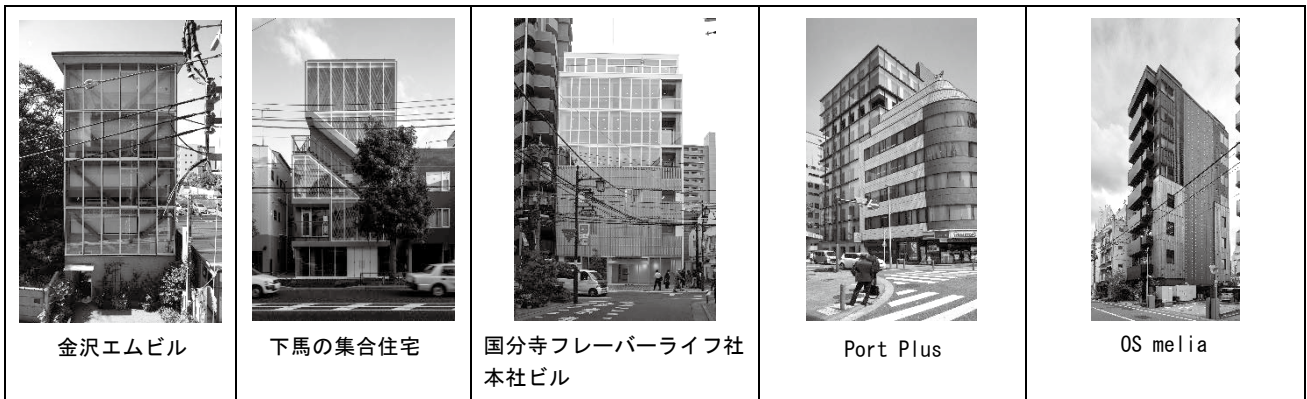 金沢エムビル
下馬の集合住宅
国分寺フレーバーライフ社
本社ビル
Port Plus
OS melia